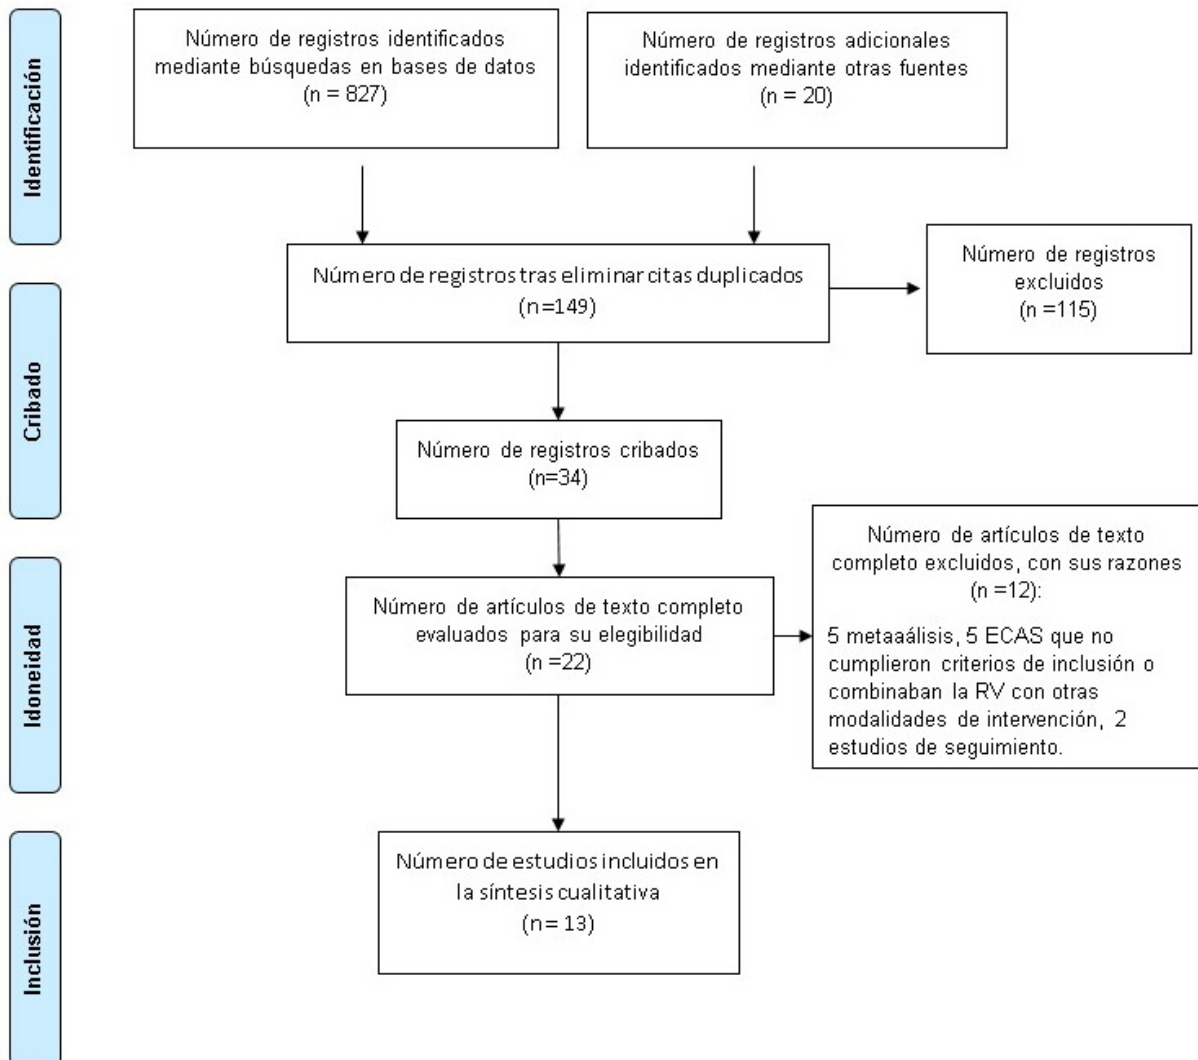 Identificación
Número de registros identificados
mediante búsquedas en bases de datos
(n = 827)
Número de registros adicionales
identificados mediante otras fuentes
(n = 20)
Número de registros tras eliminar citas duplicados
(n=149)
Número de registros
excluidos
(n =115)
Cribado
Número de registros cribados
(n=34)
Idoneidad
Número de artículos de texto completo
evaluados para su elegibilidad
(n =22)
Número de artículos de texto
completo excluidos, con sus razones
(n =12):
5 metaanálisis, 5 ECAS que no
cumplieron criterios de inclusión o
combinaban la RV con otras
modalidades de intervención, 2
estudios de seguimiento.
Inclusión
Número de estudios incluidos en
la síntesis cualitativa
(n= 13)